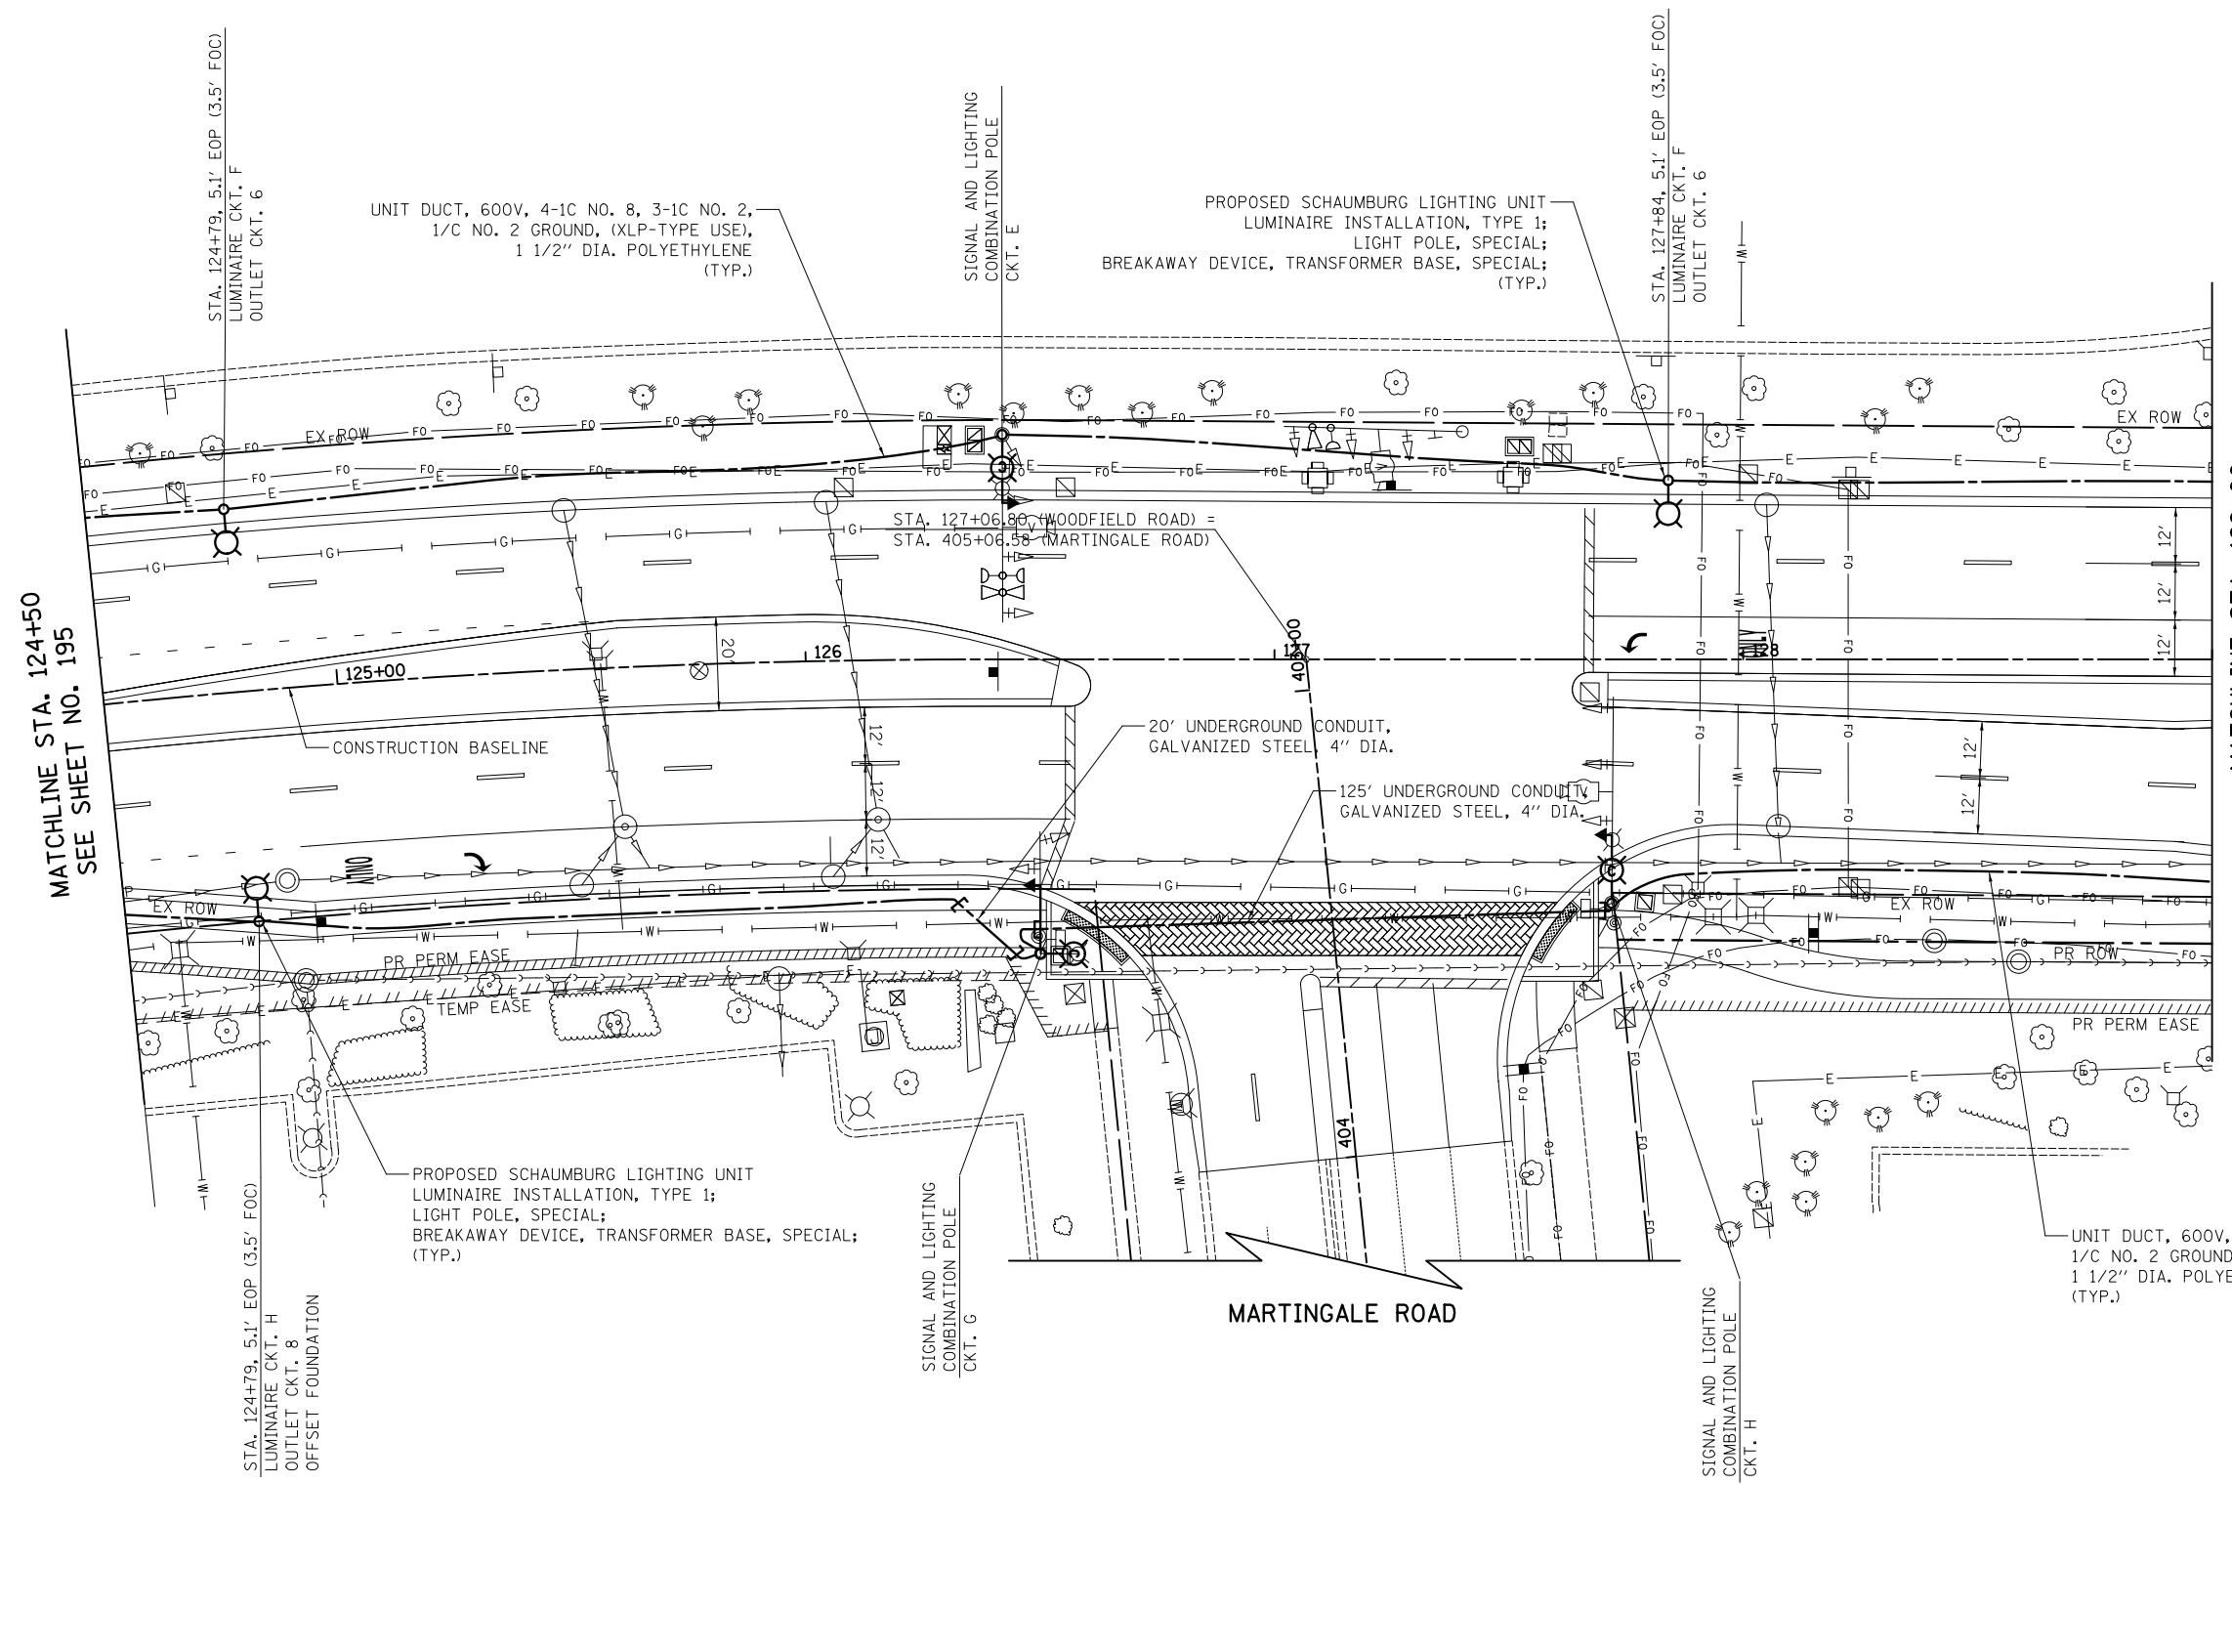 STA. 124+79, 5.1' EOP (3.5' FOC)
LUMINAIRE CKT. F
OUTLET CKT. 6
UNIT DUCT, 600V, 4-1C NO. 8, 3-1C NO. 2,
1/C NO. 2 GROUND, (XLP-TYPE USE),
1 1/2" DIA. POLYETHYLENE
(TYP.)
SIGNAL AND LIGHTING
COMBINATION POLE
CKT. E
PROPOSED SCHAUMBURG LIGHTING UNIT
LUMINAIRE INSTALLATION, TYPE 1;
LIGHT POLE, SPECIAL;
BREAKAWAY DEVICE, TRANSFORMER BASE, SPECIAL;
(TYP.)
STA. 127+84, 5.1' EOP (3.5' FOC)
LUMINAIRE CKT. F
OUTLET CKT. 6
EX ROW
EX ROW
STA. 127+06.80 (WOODFIELD ROAD) =
STA. 405+06.58 (MARTINGALE ROAD)
12'
12'
12'
MATCHLINE STA. 124+50
SEE SHEET NO. 195
20'
125+00
126
127
128
CONSTRUCTION BASELINE
20' UNDERGROUND CONDUIT,
GALVANIZED STEEL, 4" DIA.
125' UNDERGROUND CONDUIT,
GALVANIZED STEEL, 4" DIA.
12'
12'
12'
12'
12'
EX ROW
EX ROW
PR PERM EASE
TEMP EASE
PR ROW
PR PERM EASE
404
PROPOSED SCHAUMBURG LIGHTING UNIT
LUMINAIRE INSTALLATION, TYPE 1;
LIGHT POLE, SPECIAL;
BREAKAWAY DEVICE, TRANSFORMER BASE, SPECIAL;
(TYP.)
STA. 124+79, 5.1' EOP (3.5' FOC)
LUMINAIRE CKT. H
OUTLET CKT. 8
OFFSET FOUNDATION
SIGNAL AND LIGHTING
COMBINATION POLE
CKT. G
MARTINGALE ROAD
SIGNAL AND LIGHTING
COMBINATION POLE
CKT. H
UNIT DUCT, 600V,
1/C NO. 2 GROUND
1 1/2" DIA. POLYE
(TYP.)